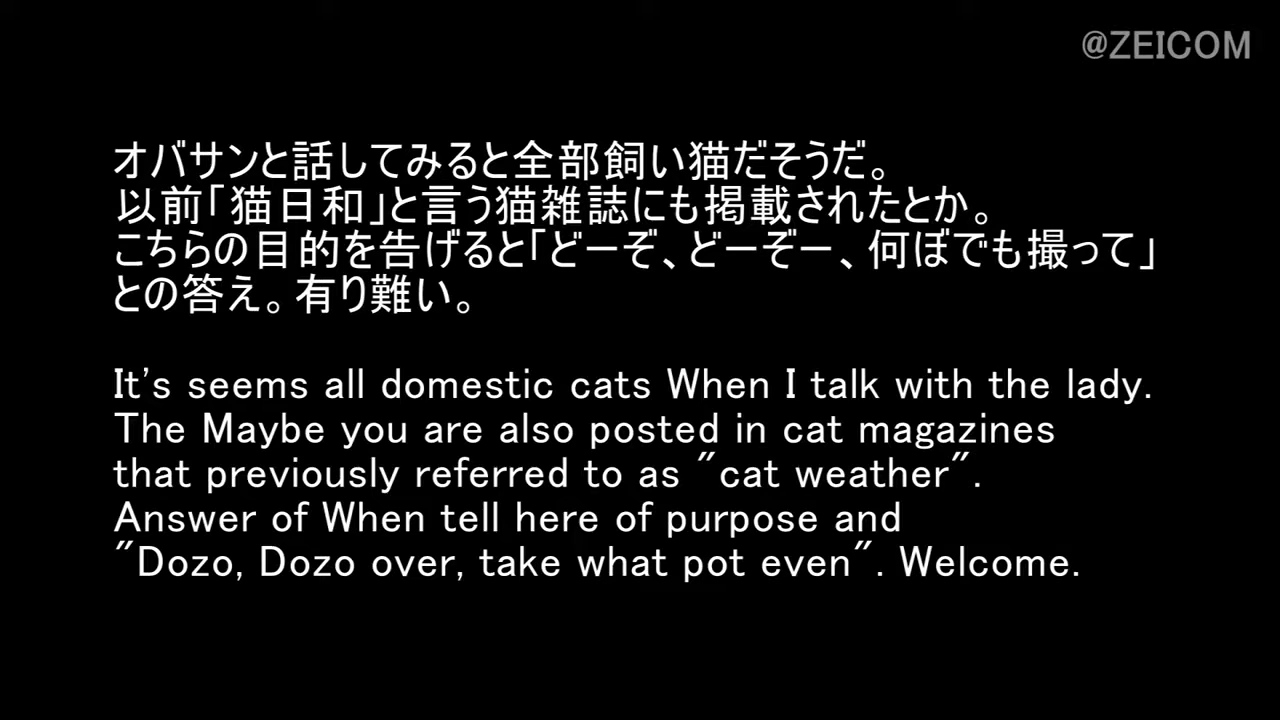 @ZEICOM
オバサンと話してみると全部飼い猫だそうだ。
以前「猫日和」と言う猫雑誌にも掲載されたとか。
こちらの目的を告げると「どーぞ、どーぞー、何ぼでも撮って」
との答え。有り難い。
It's seems all domestic cats When I talk with the lady.
The Maybe you are also posted in cat magazines
that previously referred to as "cat weather".
Answer of When tell here of purpose and
"Dozo, Dozo over, take what pot even". Welcome.